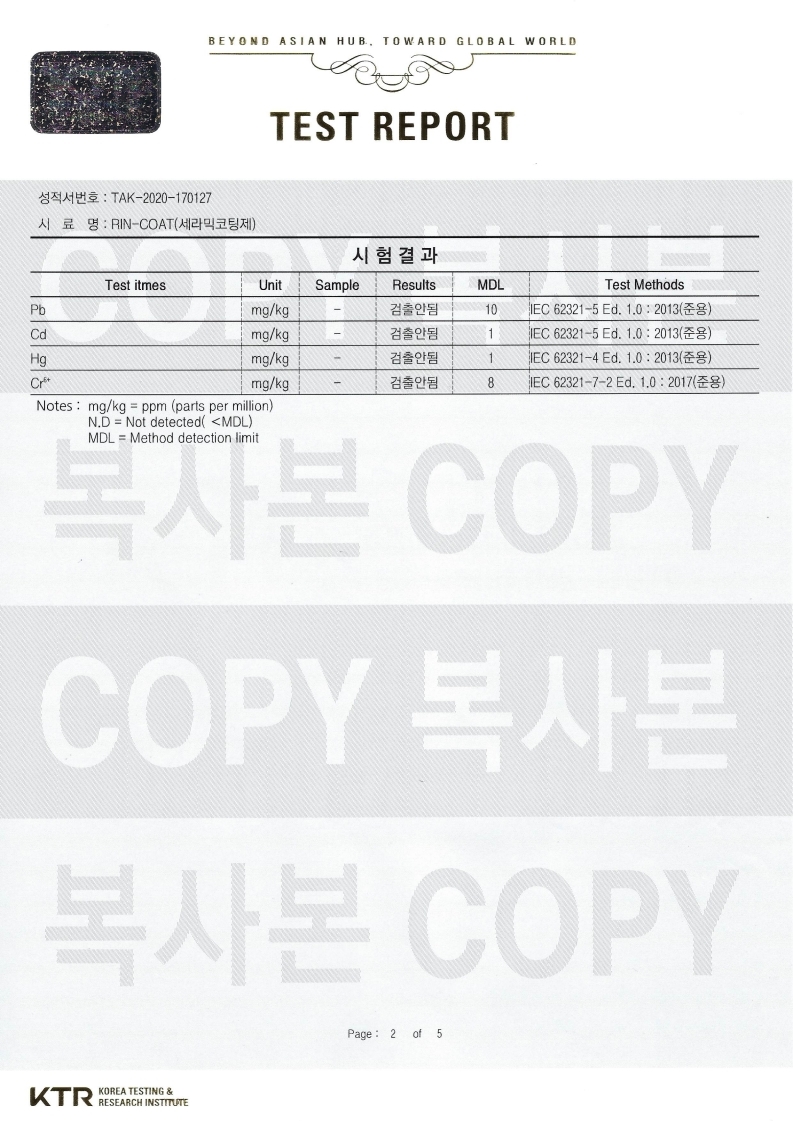 BEYOND ASIAN HUB, TOWARD GLOBAL WORLD
TEST REPORT
성적서번호 : TAK-2020-170127
시 료 명 : RIN-COAT(세라믹코팅제)
시험결과
Test itmes Unit Sample Results MDL Test Methods
Pb mg/kg - 검출안됨 10 IEC 62321-5 Ed. 1.0 : 2013(준용)
Cd mg/kg - 검출안됨 1 IEC 62321-5 Ed. 1.0 : 2013(준용)
Hg mg/kg - 검출안됨 1 IEC 62321-4 Ed. 1.0 : 2013(준용)
Cr⁶⁺ mg/kg - 검출안됨 8 IEC 62321-7-2 Ed. 1.0 : 2017(준용)
Notes : mg/kg = ppm (parts per million)
N.D = Not detected( <MDL)
MDL = Method detection limit
COPY 복사본
복사본 COPY
COPY 복사본
복사본 COPY
Page : 2 of 5
KTR KOREA TESTING &
RESEARCH INSTITUTE